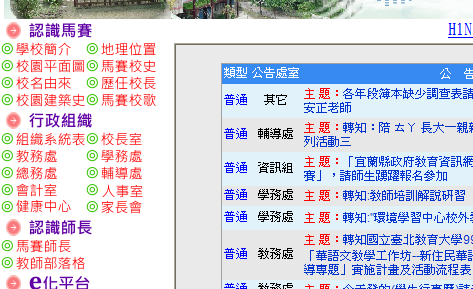 認識馬賽
學校簡介 地理位置
校園平面圖 馬賽校史
校名由來 歷任校長
校園建築史 馬賽校歌
行政組織
組織系統表 校長室
教務處 學務處
總務處 輔導處
會計室 人事室
健康中心 家長會
認識師長
馬賽師長
教師部落格
e化平台
H1N
類型 公告處室 公 告
普通 其它 主題：各年段簿本缺少調查表請
安正老師
普通 輔導處 主題：轉知：陪ㄊㄚ長大一親
列活動三
普通 資訊組 主題：「宜蘭縣政府教育資訊網
賽」，請師生踴躍報名參加
普通 學務處 主題：轉知:教師培訓解說研習
普通 學務處 主題：轉知:"環境學習中心校外
普通 教務處 主題：轉知國立臺北教育大學9
「華語文教學工作坊--新住民華
導專題」實施計畫及活動流程表
普通 教務處 主題：